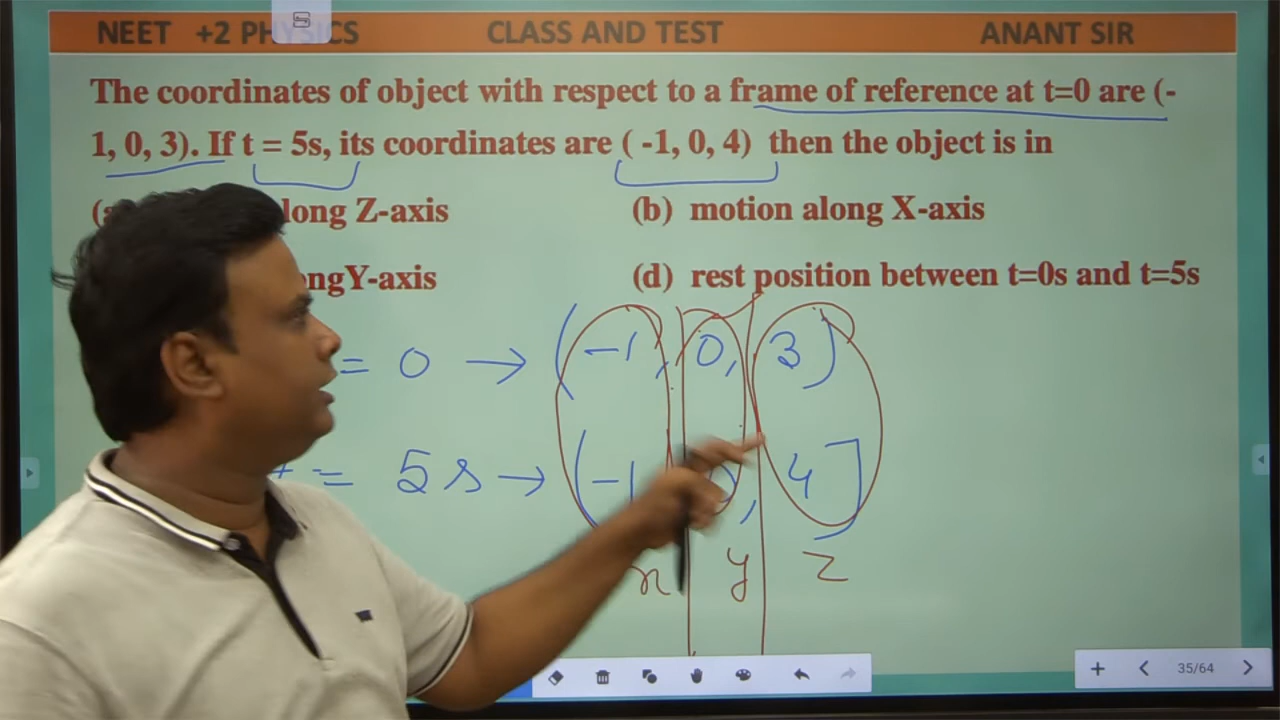 NEET +2 PHYSICS CLASS AND TEST ANANT SIR
The coordinates of object with respect to a frame of reference at t=0 are (-
1, 0, 3). If t = 5s, its coordinates are ( -1, 0, 4) then the object is in
long Z-axis (b) motion along X-axis
ngY-axis (d) rest position between t=0s and t=5s
= 0 → (-1, 0, 3)
t = 5s → (-1, 0, 4]
x y z
35/64